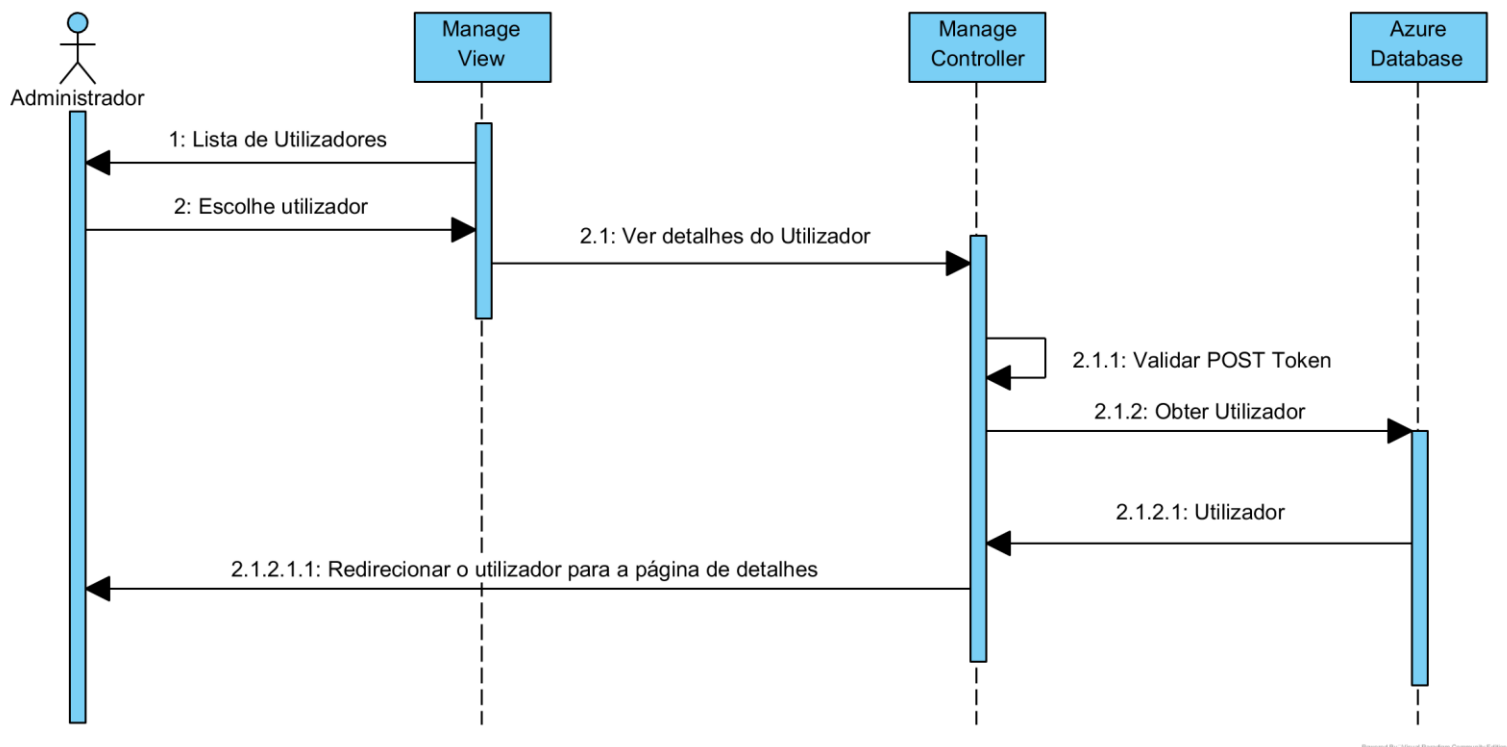 Administrador
Manage
View
Manage
Controller
Azure
Database
1: Lista de Utilizadores
2: Escolhe utilizador
2.1: Ver detalhes do Utilizador
2.1.1: Validar POST Token
2.1.2: Obter Utilizador
2.1.2.1: Utilizador
2.1.2.1.1: Redirecionar o utilizador para a página de detalhes